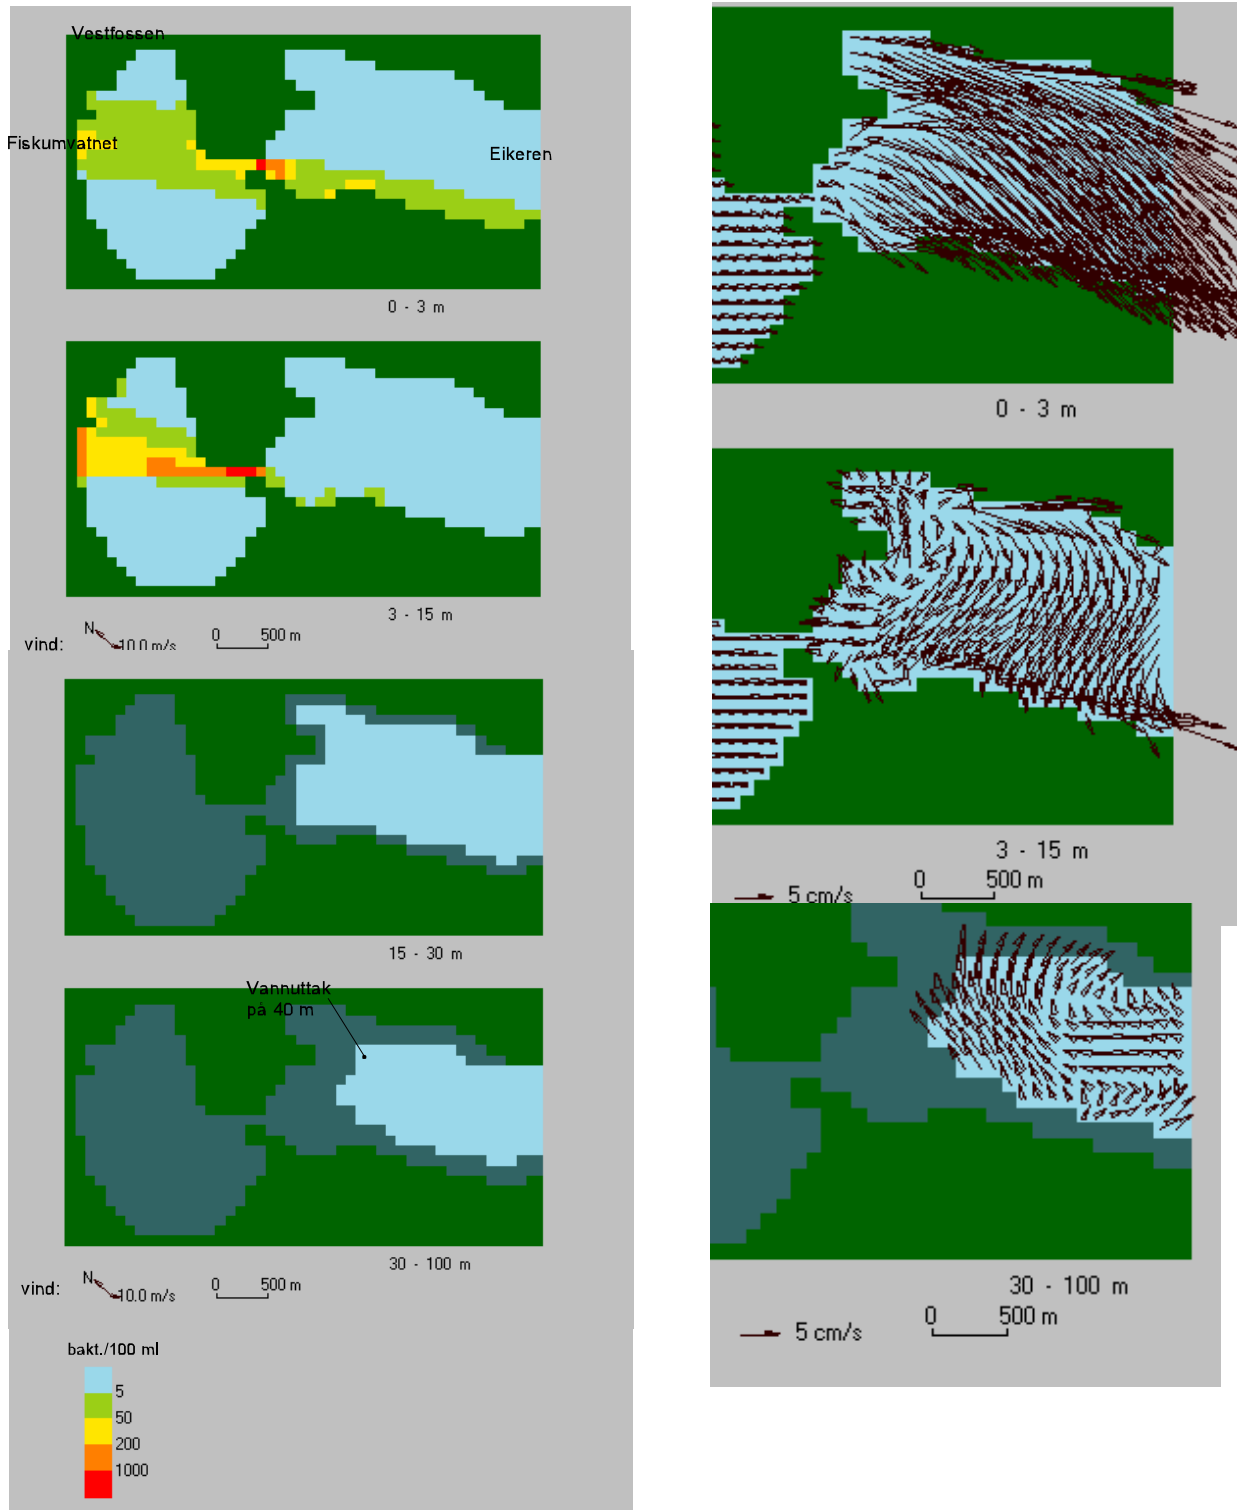 Vestfossen
Fiskumvatnet
Eikeren
0 - 3 m
3 - 15 m
vind:
N
10.0 m/s
0
500 m
15 - 30 m
Vannuttak
på 40 m
30 - 100 m
vind:
N
10.0 m/s
0
500 m
bakt./100 ml
5
50
200
1000
0 - 3 m
3 - 15 m
5 cm/s
0
500 m
30 - 100 m
5 cm/s
0
500 m